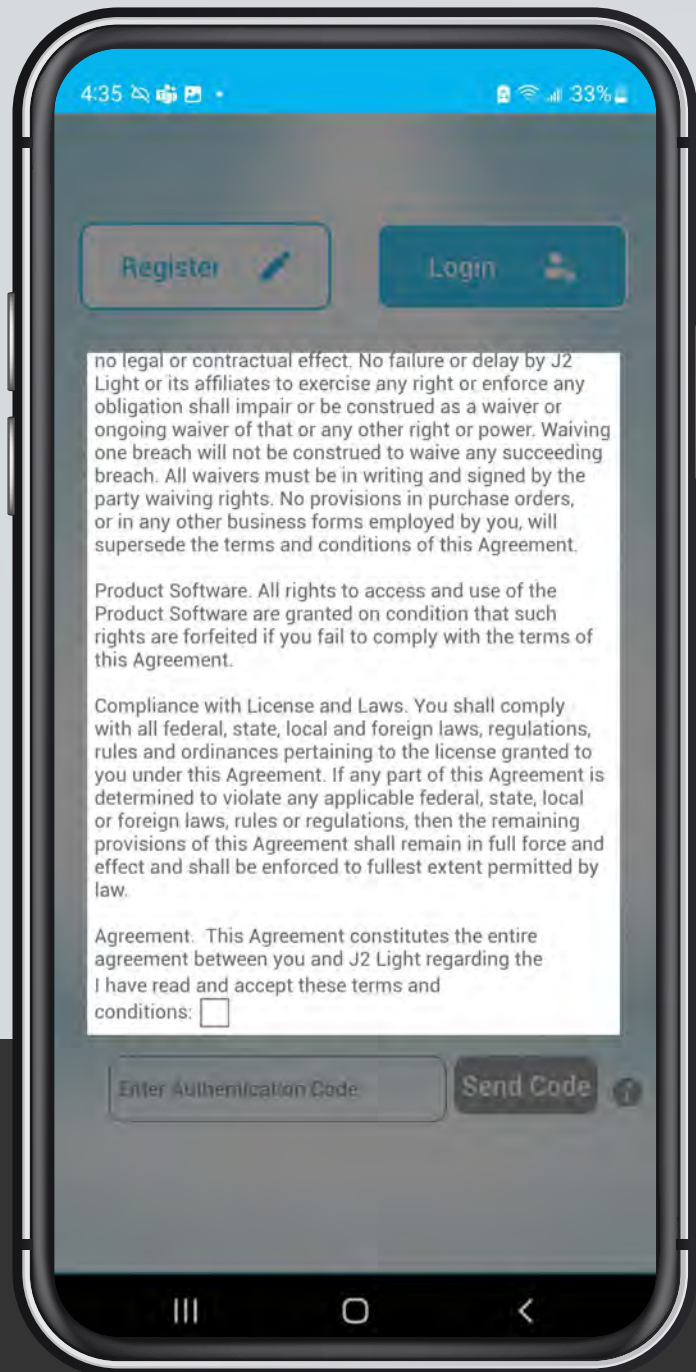 4:35
33%
Register
Login
no legal or contractual effect. No failure or delay by J2
Light or its affiliates to exercise any right or enforce any
obligation shall impair or be construed as a waiver or
ongoing waiver of that or any other right or power. Waiving
one breach will not be construed to waive any succeeding
breach. All waivers must be in writing and signed by the
party waiving rights. No provisions in purchase orders,
or in any other business forms employed by you, will
supersede the terms and conditions of this Agreement.
Product Software. All rights to access and use of the
Product Software are granted on condition that such
rights are forfeited if you fail to comply with the terms of
this Agreement.
Compliance with License and Laws. You shall comply
with all federal, state, local and foreign laws, regulations,
rules and ordinances pertaining to the license granted to
you under this Agreement. If any part of this Agreement is
determined to violate any applicable federal, state, local
or foreign laws, rules or regulations, then the remaining
provisions of this Agreement shall remain in full force and
effect and shall be enforced to fullest extent permitted by
law.
Agreement.  This Agreement constitutes the entire
agreement between you and J2 Light regarding the
I have read and accept these terms and
conditions:
Enter Authentication Code
Send Code